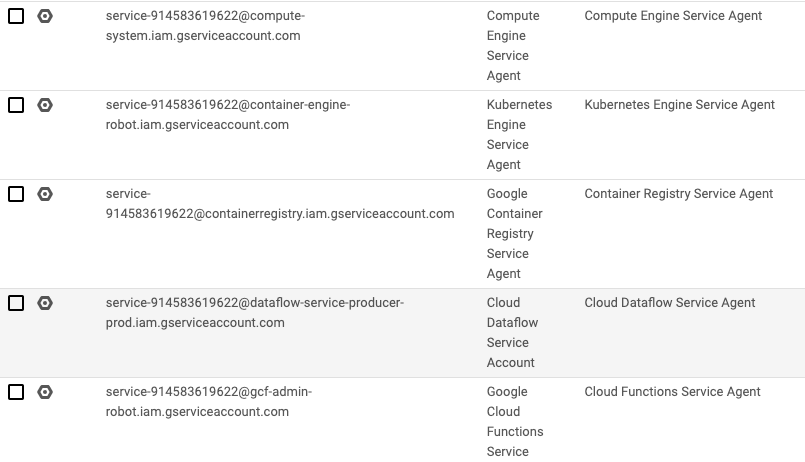 service-914583619622@compute-
system.iam.gserviceaccount.com
Compute
Engine
Service
Agent
Compute Engine Service Agent
service-914583619622@container-engine-
robot.iam.gserviceaccount.com
Kubernetes
Engine
Service
Agent
Kubernetes Engine Service Agent
service-
914583619622@containerregistry.iam.gserviceaccount.com
Google
Container
Registry
Service
Agent
Container Registry Service Agent
service-914583619622@dataflow-service-producer-
prod.iam.gserviceaccount.com
Cloud
Dataflow
Service
Account
Cloud Dataflow Service Agent
service-914583619622@gcf-admin-
robot.iam.gserviceaccount.com
Google
Cloud
Functions
Service
Cloud Functions Service Agent